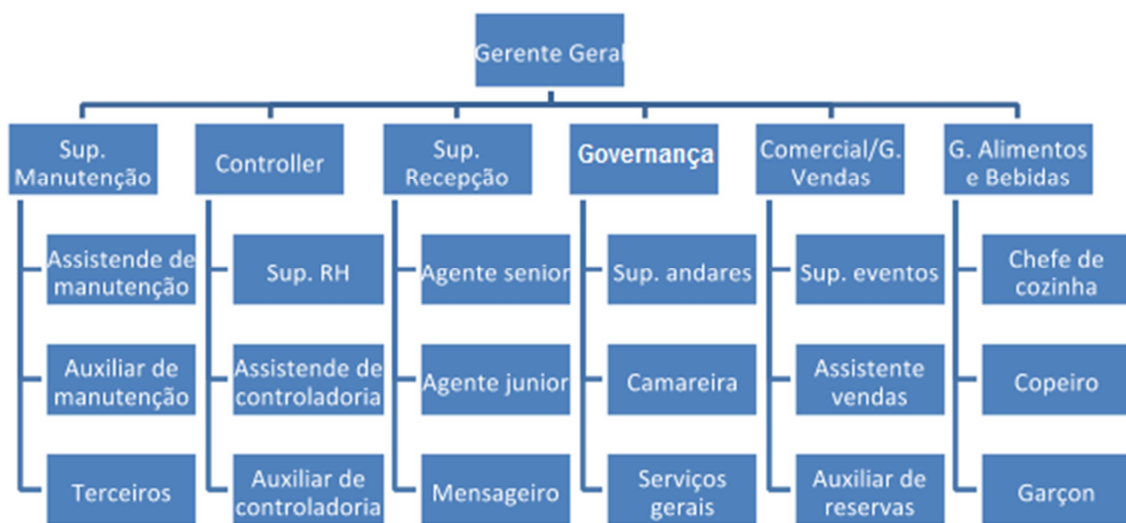 Gerente Geral
Sup.
Manutenção
Controller
Sup.
Recepção
Governança
Comercial/G.
Vendas
G. Alimentos
e Bebidas
Assistende de
manutenção
Sup. RH
Agente senior
Sup. andares
Sup. eventos
Chefe de
cozinha
Auxiliar de
manutenção
Assistende de
controladoria
Agente junior
Camareira
Assistente
vendas
Copeiro
Terceiros
Auxiliar de
controladoria
Mensageiro
Serviços
gerais
Auxiliar de
reservas
Garçon